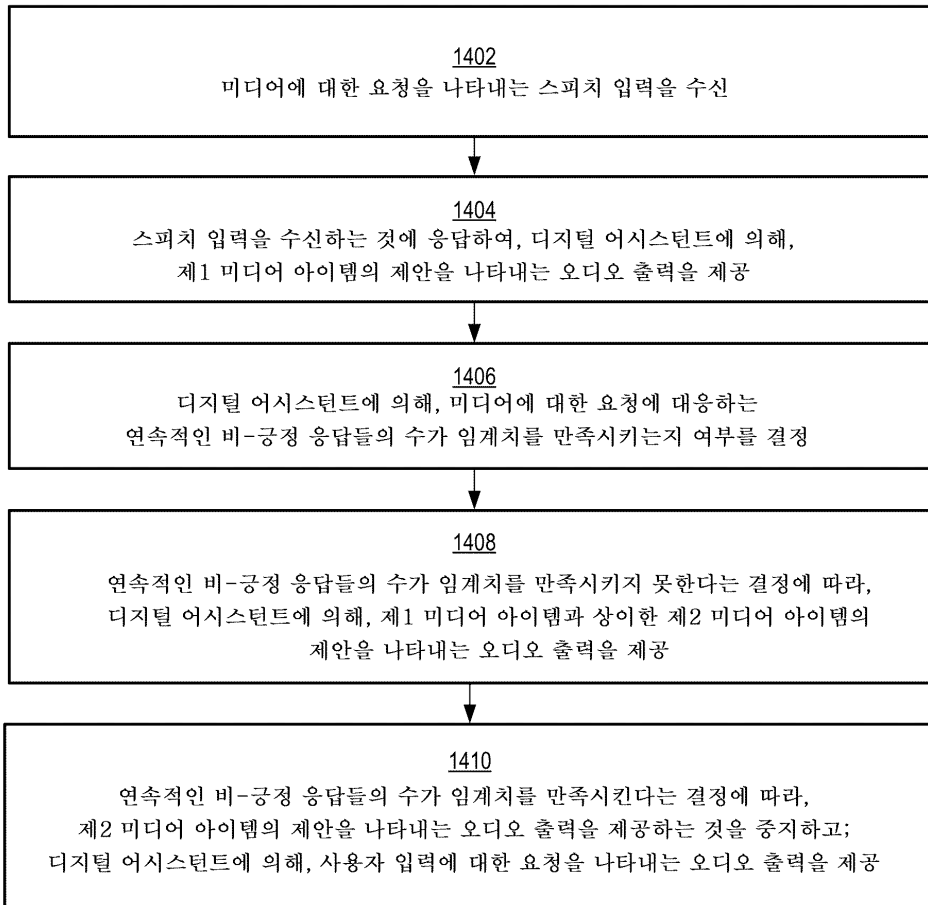 1402
미디어에 대한 요청을 나타내는 스피치 입력을 수신
1404
스피치 입력을 수신하는 것에 응답하여, 디지털 어시스턴트에 의해,
제1 미디어 아이템의 제안을 나타내는 오디오 출력을 제공
1406
디지털 어시스턴트에 의해, 미디어에 대한 요청에 대응하는
연속적인 비-긍정 응답들의 수가 임계치를 만족시키는지 여부를 결정
1408
연속적인 비-긍정 응답들의 수가 임계치를 만족시키지 못한다는 결정에 따라,
디지털 어시스턴트에 의해, 제1 미디어 아이템과 상이한 제2 미디어 아이템의
제안을 나타내는 오디오 출력을 제공
1410
연속적인 비-긍정 응답들의 수가 임계치를 만족시킨다는 결정에 따라,
제2 미디어 아이템의 제안을 나타내는 오디오 출력을 제공하는 것을 중지하고;
디지털 어시스턴트에 의해, 사용자 입력에 대한 요청을 나타내는 오디오 출력을 제공